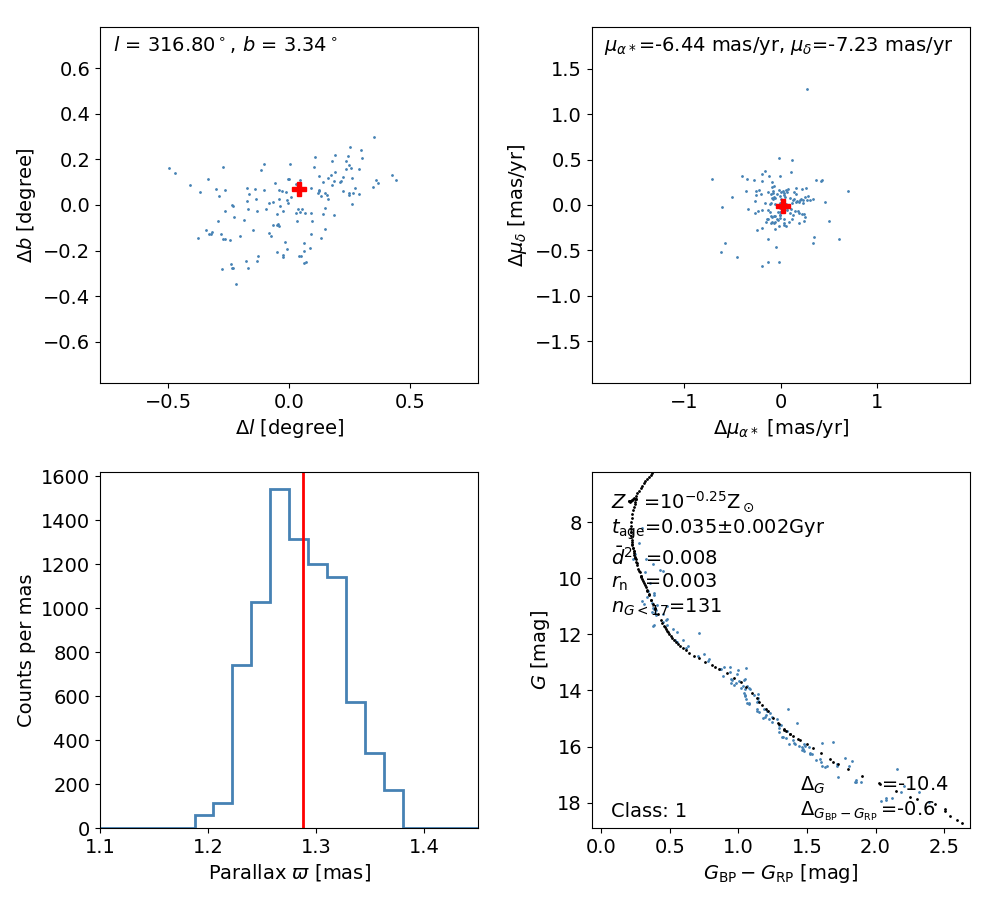 l = 316.80°, b = 3.34°
0.6
0.4
0.2
0.0
−0.2
−0.4
−0.6
Δb [degree]
−0.5 0.0 0.5
Δl [degree]
μα*=-6.44 mas/yr, μδ=-7.23 mas/yr
1.5
1.0
0.5
0.0
−0.5
−1.0
−1.5
Δμδ [mas/yr]
−1 0 1
Δμα* [mas/yr]
1600
1400
1200
1000
800
600
400
200
0
Counts per mas
1.1 1.2 1.3 1.4
Parallax ϖ [mas]
Z =10^−0.25 Z⊙
tage=0.035±0.002Gyr
d̄² =0.008
rn =0.003
nG<17=131
8
10
12
14
16
18
G [mag]
ΔG =-10.4
ΔGBP−GRP=-0.6
Class: 1
0.0 0.5 1.0 1.5 2.0 2.5
GBP − GRP [mag]